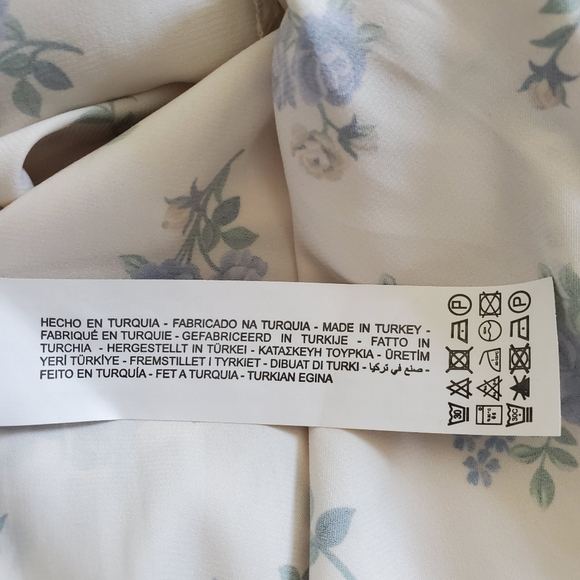 HECHO EN TURQUIA - FABRICADO NA TURQUIA - MADE IN TURKEY -
FABRIQUÉ EN TURQUIE - GEFABRICEERD IN TURKIJE - FATTO IN
TURCHIA - HERGESTELLT IN TÜRKEI - ΚΑΤΑΣΚΕΥΗ ΤΟΥΡΚΙΑ - ÜRETİM
YERİ TÜRKİYE - FREMSTILLET I TYRKIET - DIBUAT DI TURKI - صنع في تركيا -
FEITO EN TURQUÍA - FET A TURQUIA - TURKIAN EGINA
P
P
30
30C